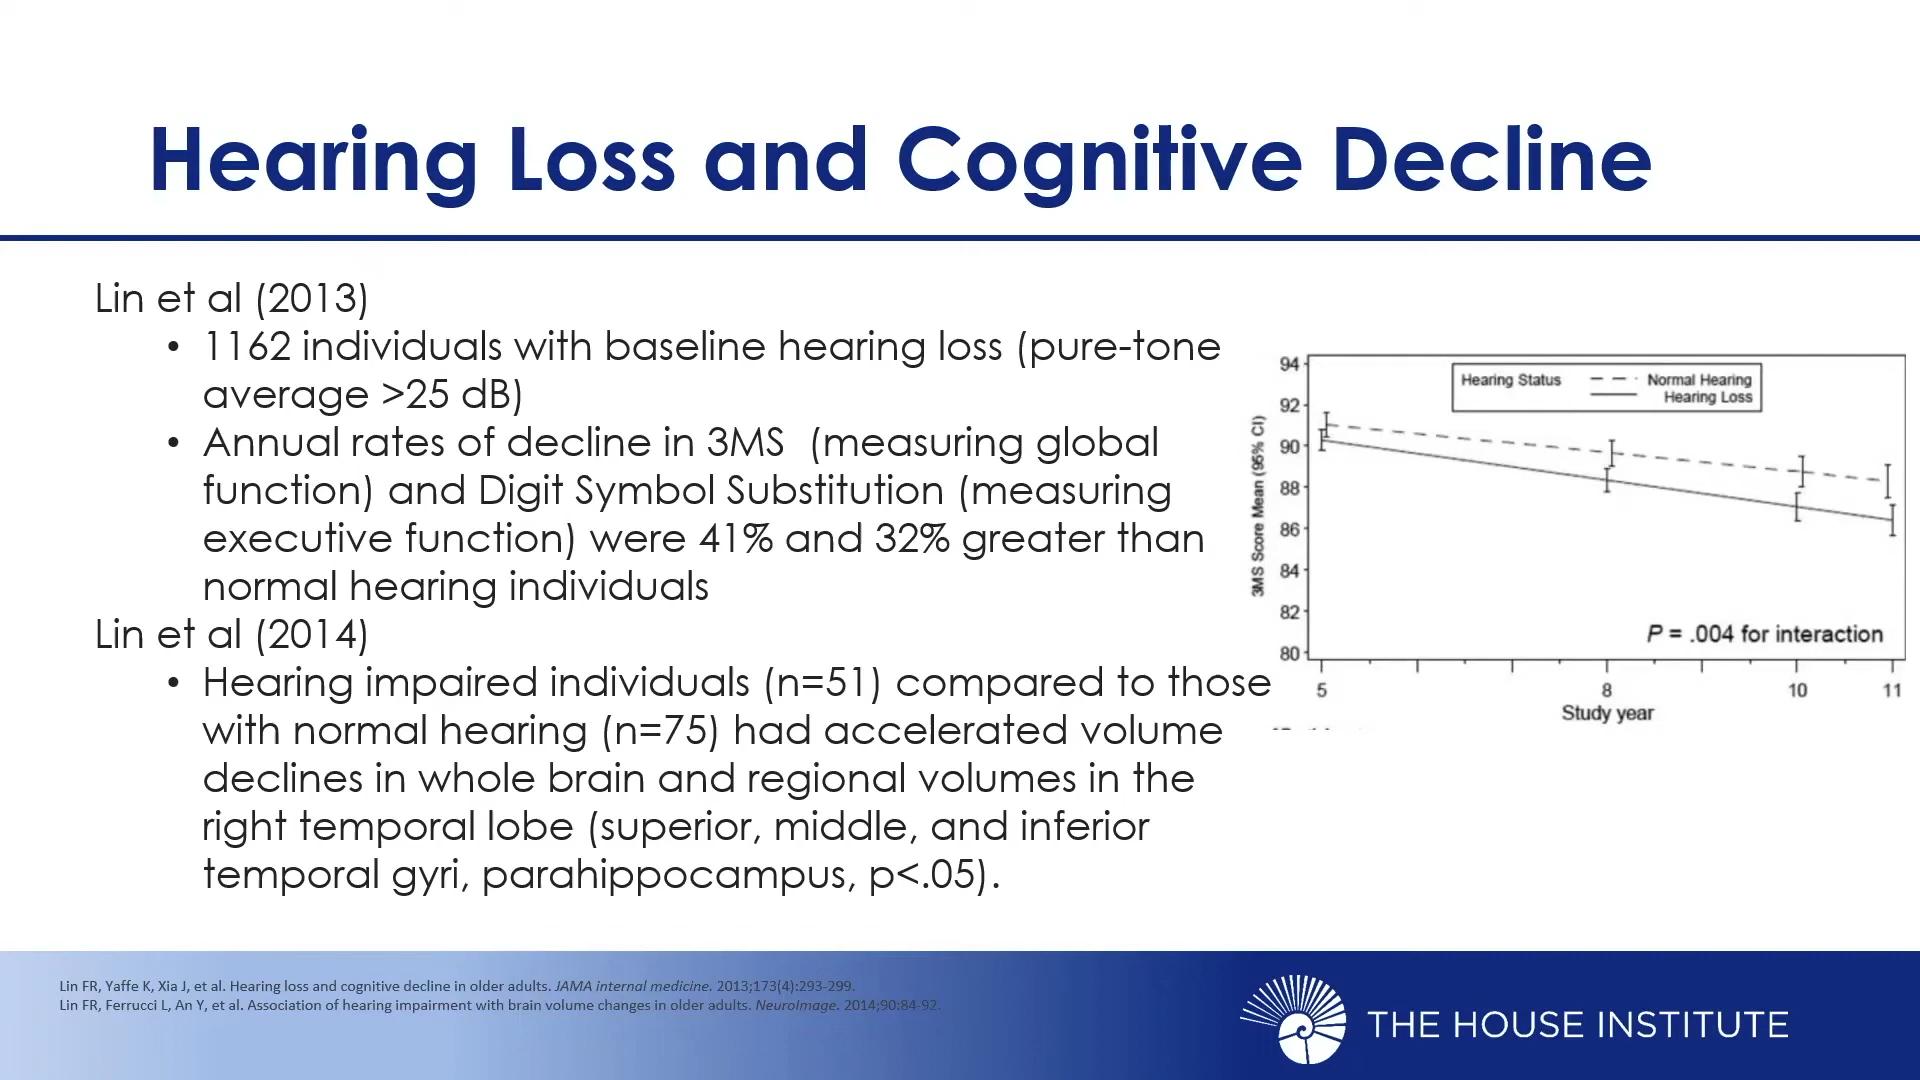 Hearing Loss and Cognitive Decline
Lin et al (2013)
• 1162 individuals with baseline hearing loss (pure-tone
average >25 dB)
• Annual rates of decline in 3MS (measuring global
function) and Digit Symbol Substitution (measuring
executive function) were 41% and 32% greater than
normal hearing individuals
Lin et al (2014)
• Hearing impaired individuals (n=51) compared to those
with normal hearing (n=75) had accelerated volume
declines in whole brain and regional volumes in the
right temporal lobe (superior, middle, and inferior
temporal gyri, parahippocampus, p<.05).
3MS Score Mean (95% CI)
94
92
90
88
86
84
82
80
Hearing Status
Normal Hearing
Hearing Loss
P = .004 for interaction
5 8 10 11
Study year
Lin FR, Yaffe K, Xia J, et al. Hearing loss and cognitive decline in older adults. JAMA internal medicine. 2013;173(4):293-299.
Lin FR, Ferrucci L, An Y, et al. Association of hearing impairment with brain volume changes in older adults. NeuroImage. 2014;90:84-92.
THE HOUSE INSTITUTE